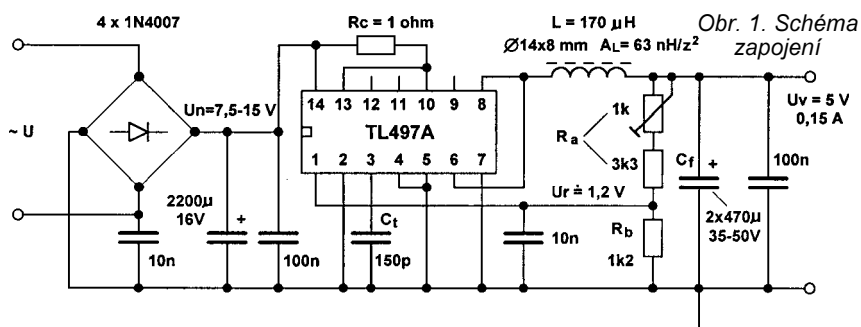 4 x 1N4007
Rc = 1 ohm
L = 170 µH
Ø14x8 mm AL= 63 nH/z²
Obr. 1. Schéma
zapojení
~ U
Un=7,5-15 V
14 13 12 11 10 9 8
TL497A
1 2 3 4 5 6 7
1k
Ra
3k3
Ur ≐ 1,2 V
Cf
+
2x470µ
35-50V
100n
Uv = 5 V
0,15 A
2200µ
16V
+
10n
100n
Ct
150p
10n
Rb
1k2